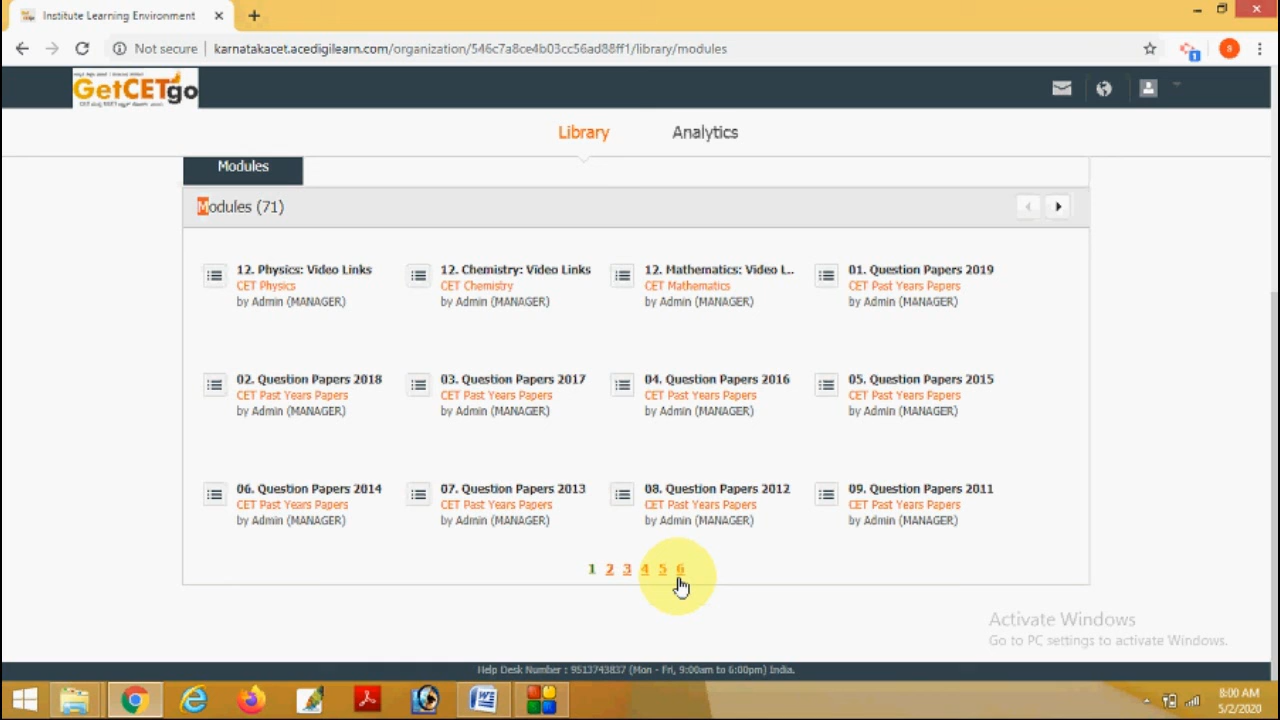 Institute Learning Environment
Not secure
karnatakacet.acedigilearn.com/organization/546c7a8ce4b03cc56ad88ff1/library/modules
8
1
GetCETgo
Library
Analytics
Modules
Modules (71)
12. Physics: Video Links
CET Physics
by Admin (MANAGER)
12. Chemistry: Video Links
CET Chemistry
by Admin (MANAGER)
12. Mathematics: Video L..
CET Mathematics
by Admin (MANAGER)
01. Question Papers 2019
CET Past Years Papers
by Admin (MANAGER)
02. Question Papers 2018
CET Past Years Papers
by Admin (MANAGER)
03. Question Papers 2017
CET Past Years Papers
by Admin (MANAGER)
04. Question Papers 2016
CET Past Years Papers
by Admin (MANAGER)
05. Question Papers 2015
CET Past Years Papers
by Admin (MANAGER)
06. Question Papers 2014
CET Past Years Papers
by Admin (MANAGER)
07. Question Papers 2013
CET Past Years Papers
by Admin (MANAGER)
08. Question Papers 2012
CET Past Years Papers
by Admin (MANAGER)
09. Question Papers 2011
CET Past Years Papers
by Admin (MANAGER)
1 2 3 4 5 6
Activate Windows
Go to PC settings to activate Windows.
Help Desk Number : 9513743837 (Mon - Fri, 9:00am to 6:00pm) India.
8:00 AM
5/2/2020